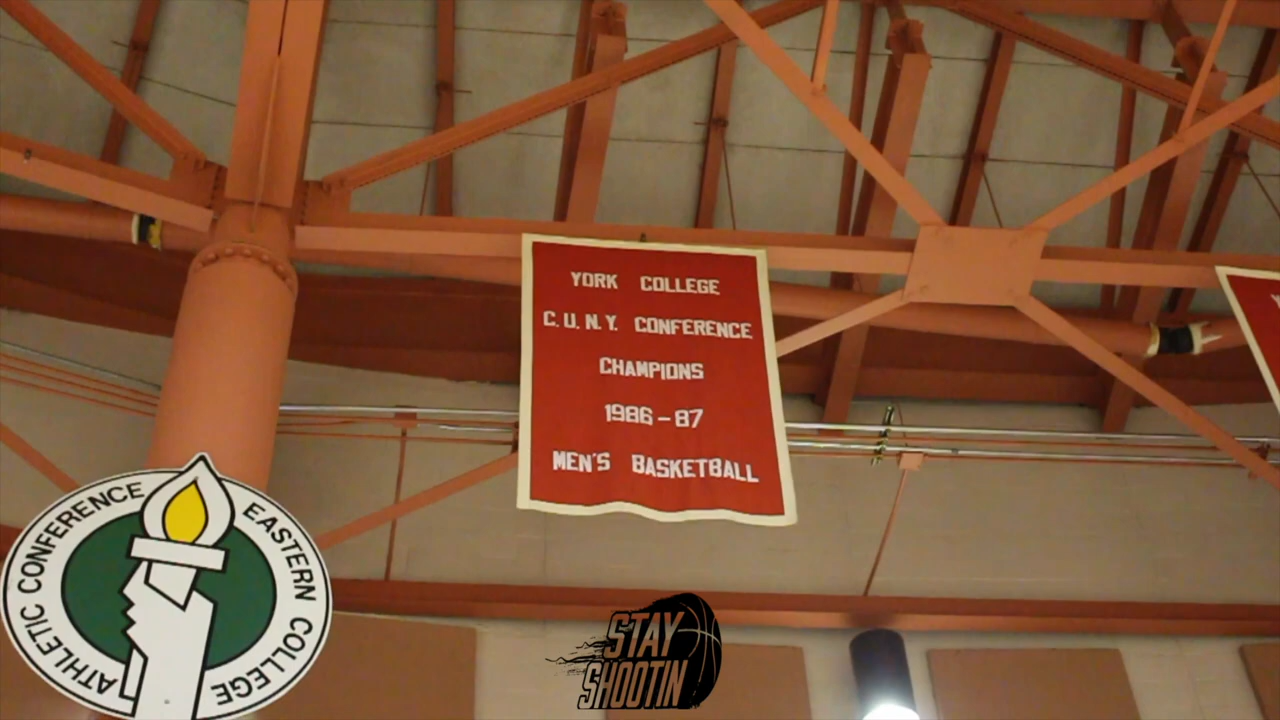 YORK COLLEGE
C.U.N.Y. CONFERENCE
CHAMPIONS
1986-87
MEN'S BASKETBALL
EASTERN COLLEGE
ATHLETIC CONFERENCE
STAY
SHOOTIN